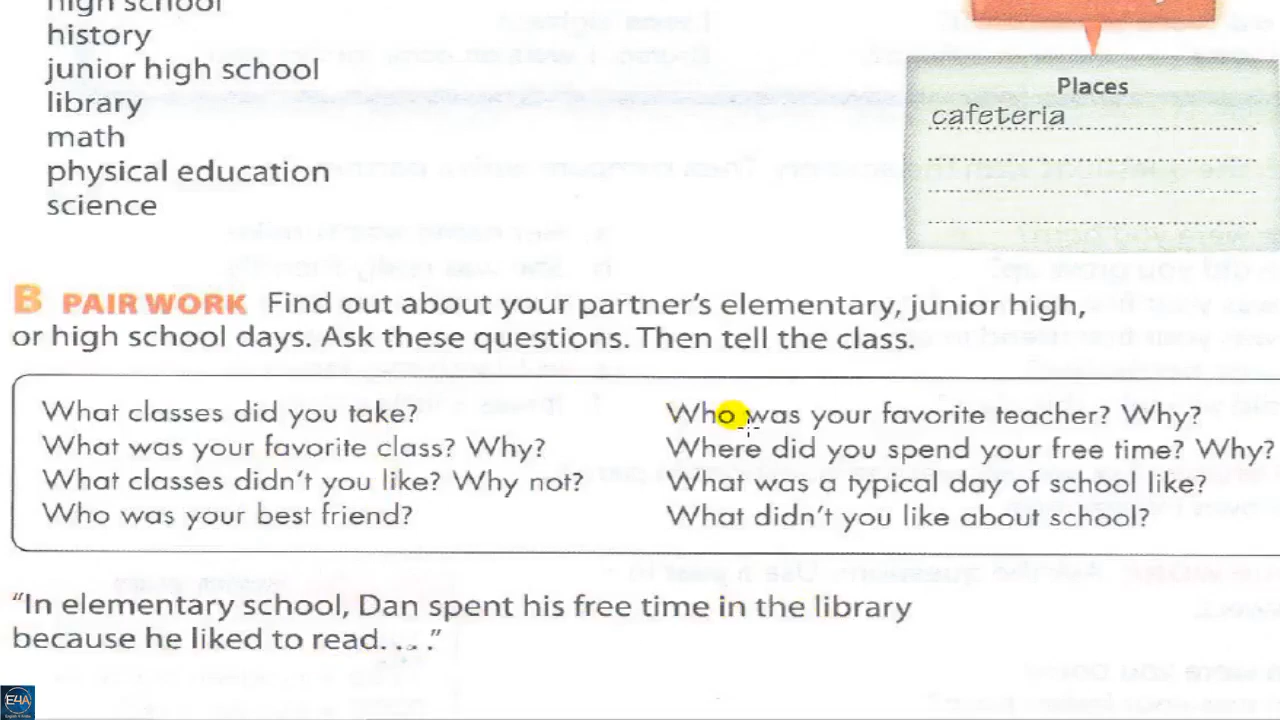 high school
history
junior high school
library
math
physical education
science
Places
cafeteria
B PAIR WORK Find out about your partner's elementary, junior high,
or high school days. Ask these questions. Then tell the class.
What classes did you take?
What was your favorite class? Why?
What classes didn't you like? Why not?
Who was your best friend?
Who was your favorite teacher? Why?
Where did you spend your free time? Why?
What was a typical day of school like?
What didn't you like about school?
"In elementary school, Dan spent his free time in the library
because he liked to read. . . ."
E4A